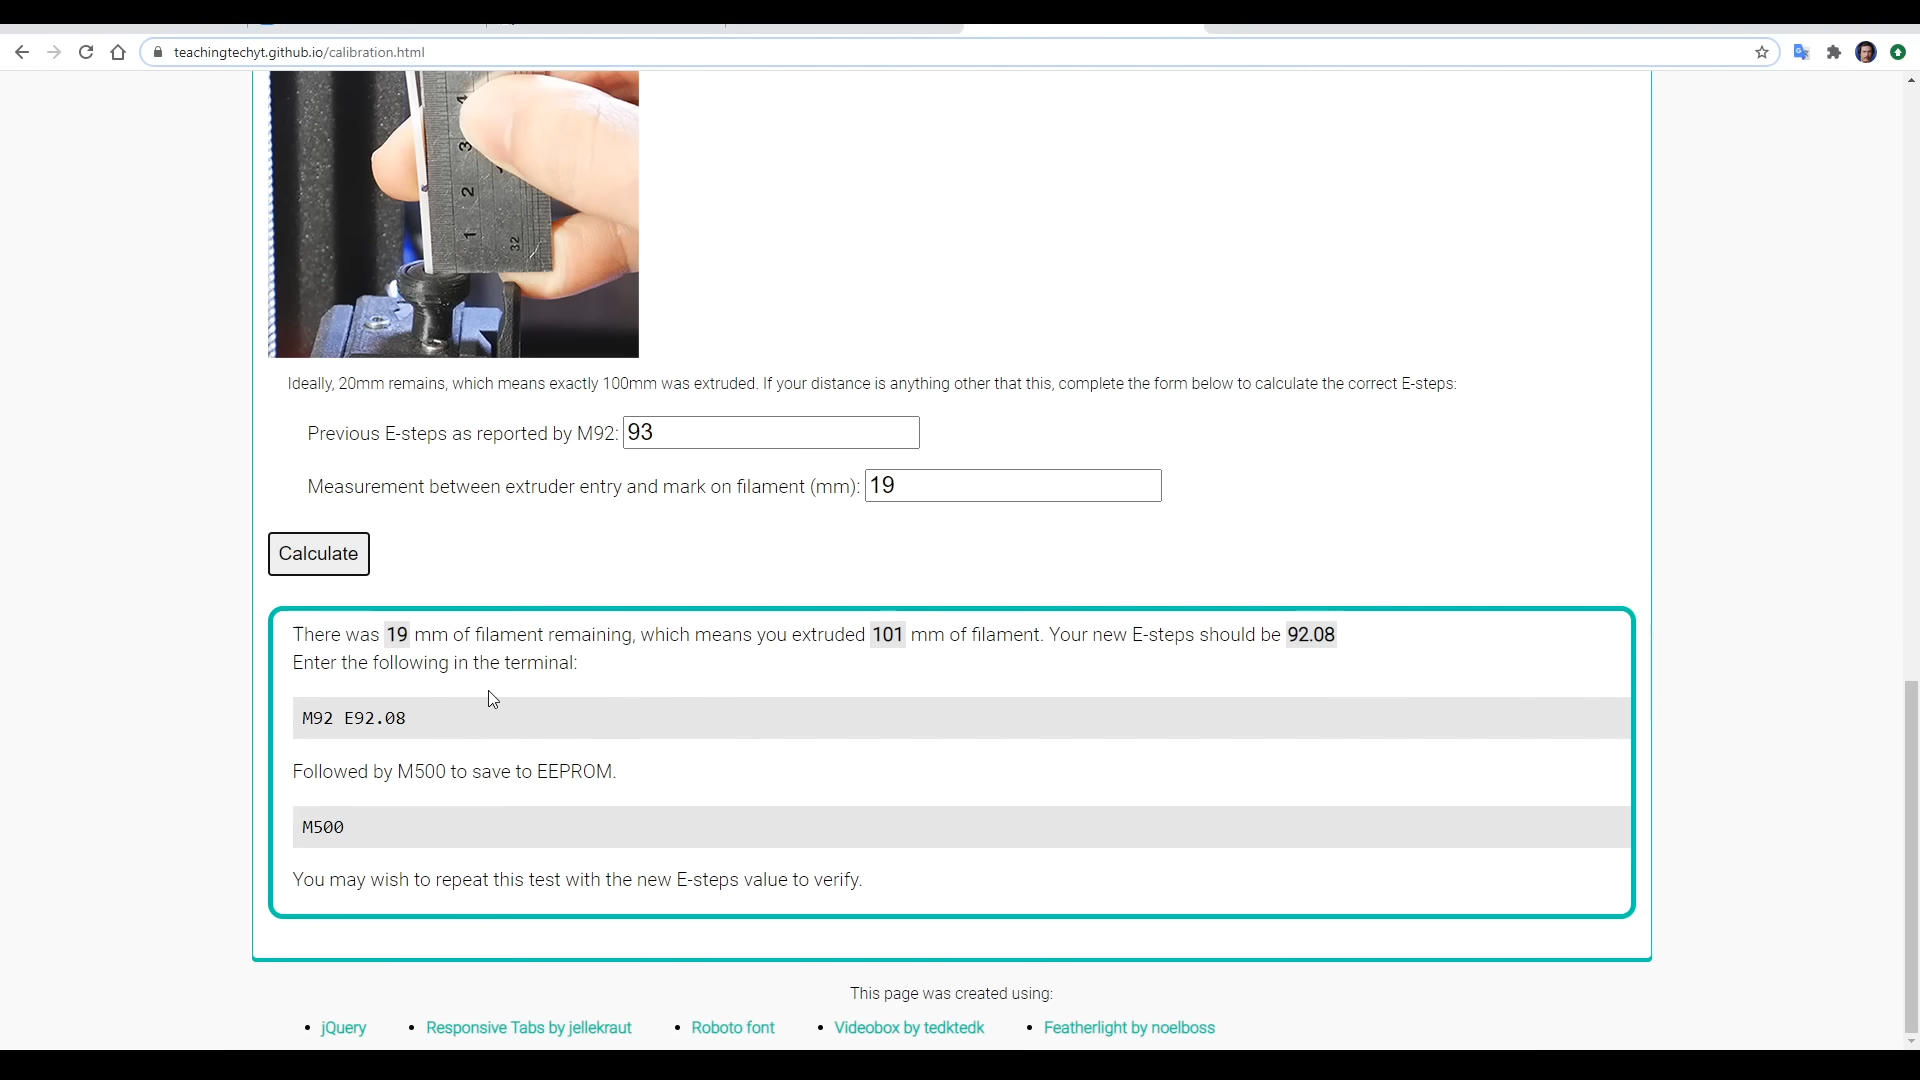 teachingtechyt.github.io/calibration.html
4
3
2
1
32
Ideally, 20mm remains, which means exactly 100mm was extruded. If your distance is anything other that this, complete the form below to calculate the correct E-steps:
Previous E-steps as reported by M92: 93
Measurement between extruder entry and mark on filament (mm): 19
Calculate
There was 19 mm of filament remaining, which means you extruded 101 mm of filament. Your new E-steps should be 92.08
Enter the following in the terminal:
M92 E92.08
Followed by M500 to save to EEPROM.
M500
You may wish to repeat this test with the new E-steps value to verify.
This page was created using:
• jQuery • Responsive Tabs by jellekraut • Roboto font • Videobox by tedktedk • Featherlight by noelboss